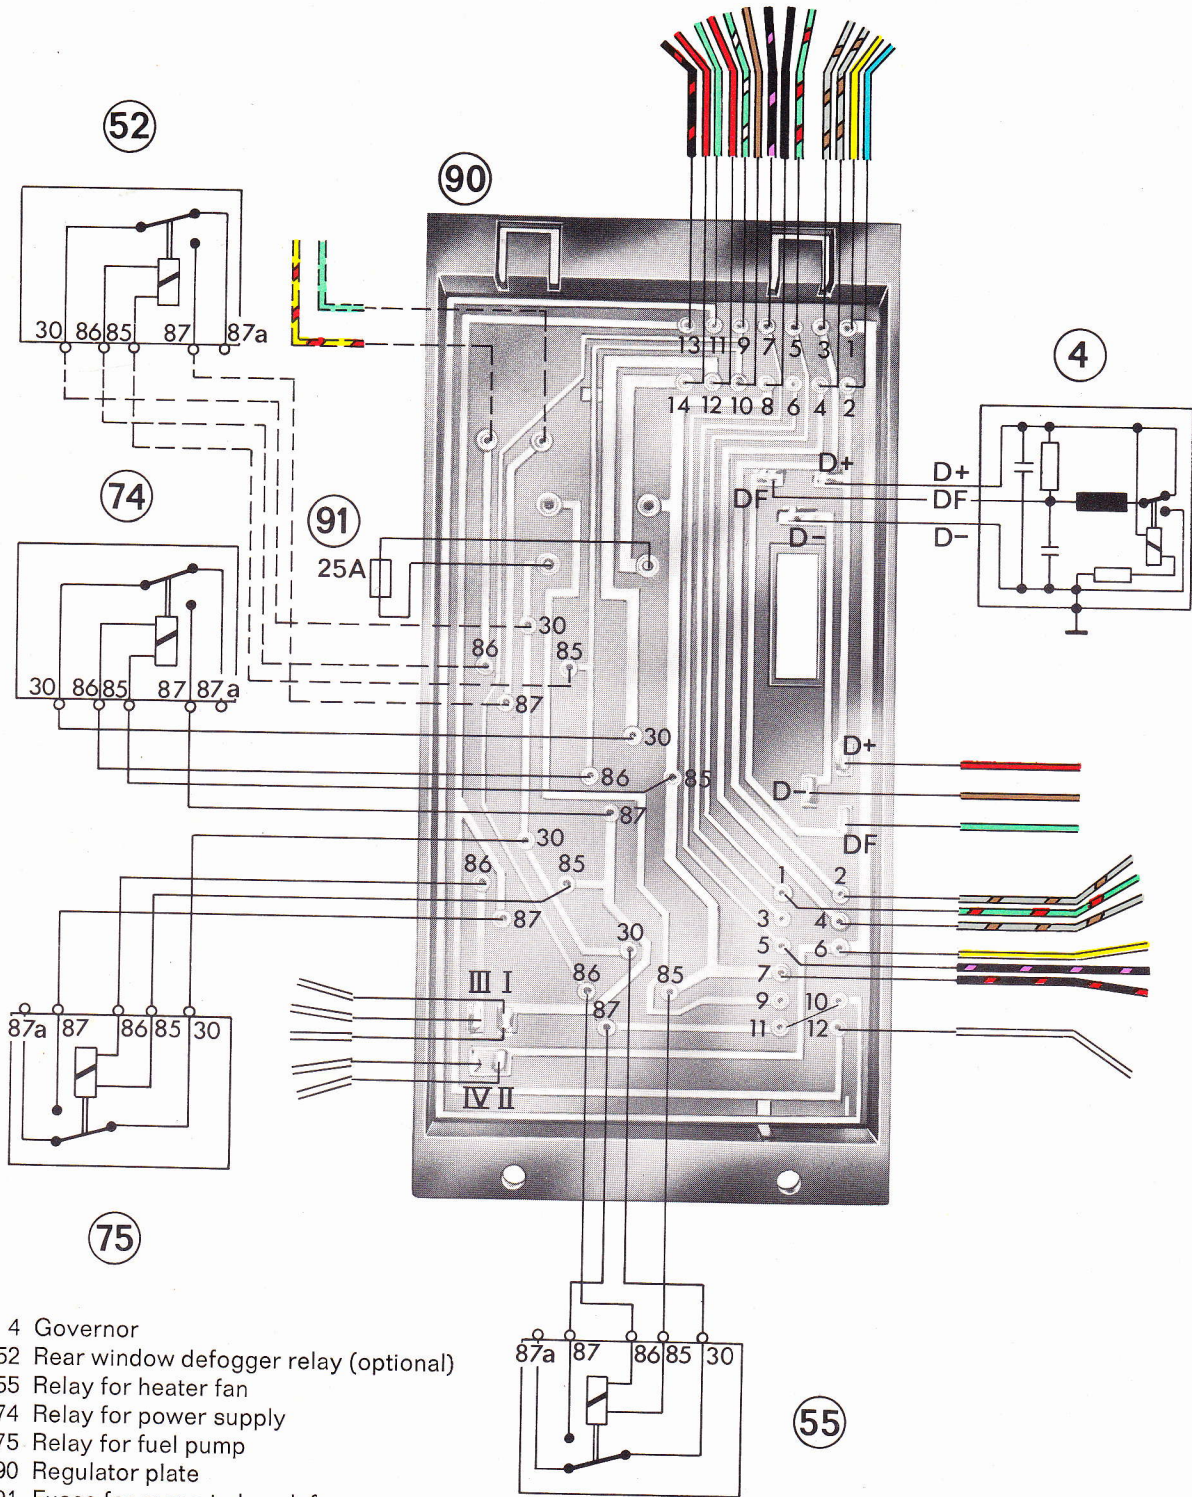 52
90
30 86 85 87 87a
4
13 11 9 7 5 3 1
14 12 10 8 6 4 2
D+
DF
D-
D+
DF
D-
74
91
25A
30
86
85
87
30 86 85 87 87a
30
86
85
87
D+
D-
DF
30
86
85
87
1 2
3 4
5 6
7
9 10
11 12
30
86
85
87
III I
IV II
87a 87 86 85 30
75
87a 87 86 85 30
55
4 Governor
52 Rear window defogger relay (optional)
55 Relay for heater fan
74 Relay for power supply
75 Relay for fuel pump
90 Regulator plate